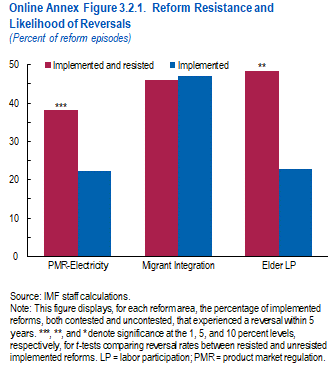 Online Annex Figure 3.2.1. Reform Resistance and
Likelihood of Reversals
(Percent of reform episodes)
50
Implemented and resisted
Implemented
**
40
***
30
20
10
0
PMR-Electricity
Migrant Integration
Elder LP
Source: IMF staff calculations.
Note: This figure displays, for each reform area, the percentage of implemented
reforms, both contested and uncontested, that experienced a reversal within 5
years. ***, **, and * denote significance at the 1, 5, and 10 percent levels,
respectively, for t-tests comparing reversal rates between resisted and unresisted
implemented reforms. LP = labor participation; PMR = product market regulation.